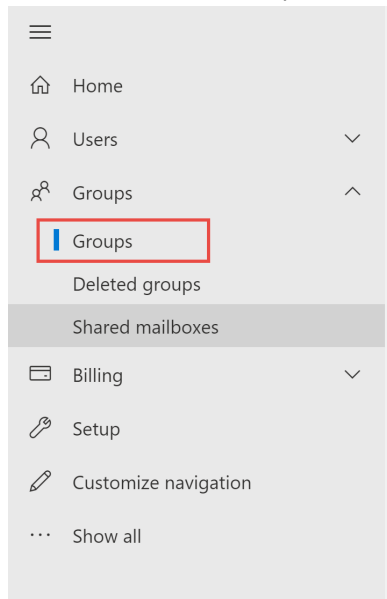 Home
Users
Groups
Groups
Deleted groups
Shared mailboxes
Billing
Setup
Customize navigation
Show all